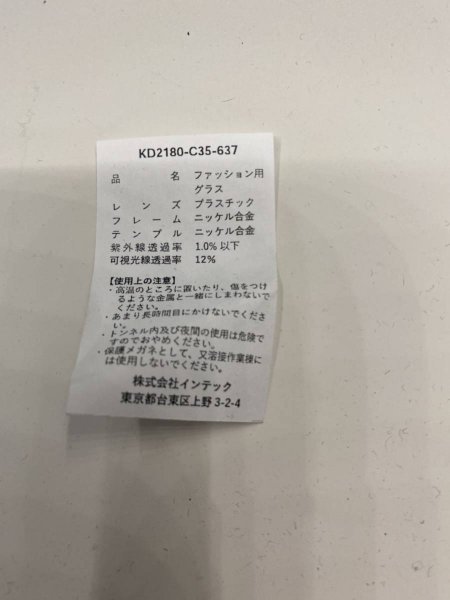 KD2180-C35-637
品 名 ファッション用
グラス
レ ン ズ プラスチック
フ レ ー ム ニッケル合金
テ ン プ ル ニッケル合金
紫外線透過率 1.0% 以下
可視光線透過率 12%
【使用上の注意】
・高温のところに置いたり、傷をつけ
るような金属と一緒にしまわないで
ください。
・あまり長時間目にかけないでくださ
い。
・トンネル内及び夜間の使用は危険で
すのでおやめください。
・保護メガネとして、又溶接作業様に
は使用しないでください。
株式会社インテック
東京都台東区上野 3-2-4